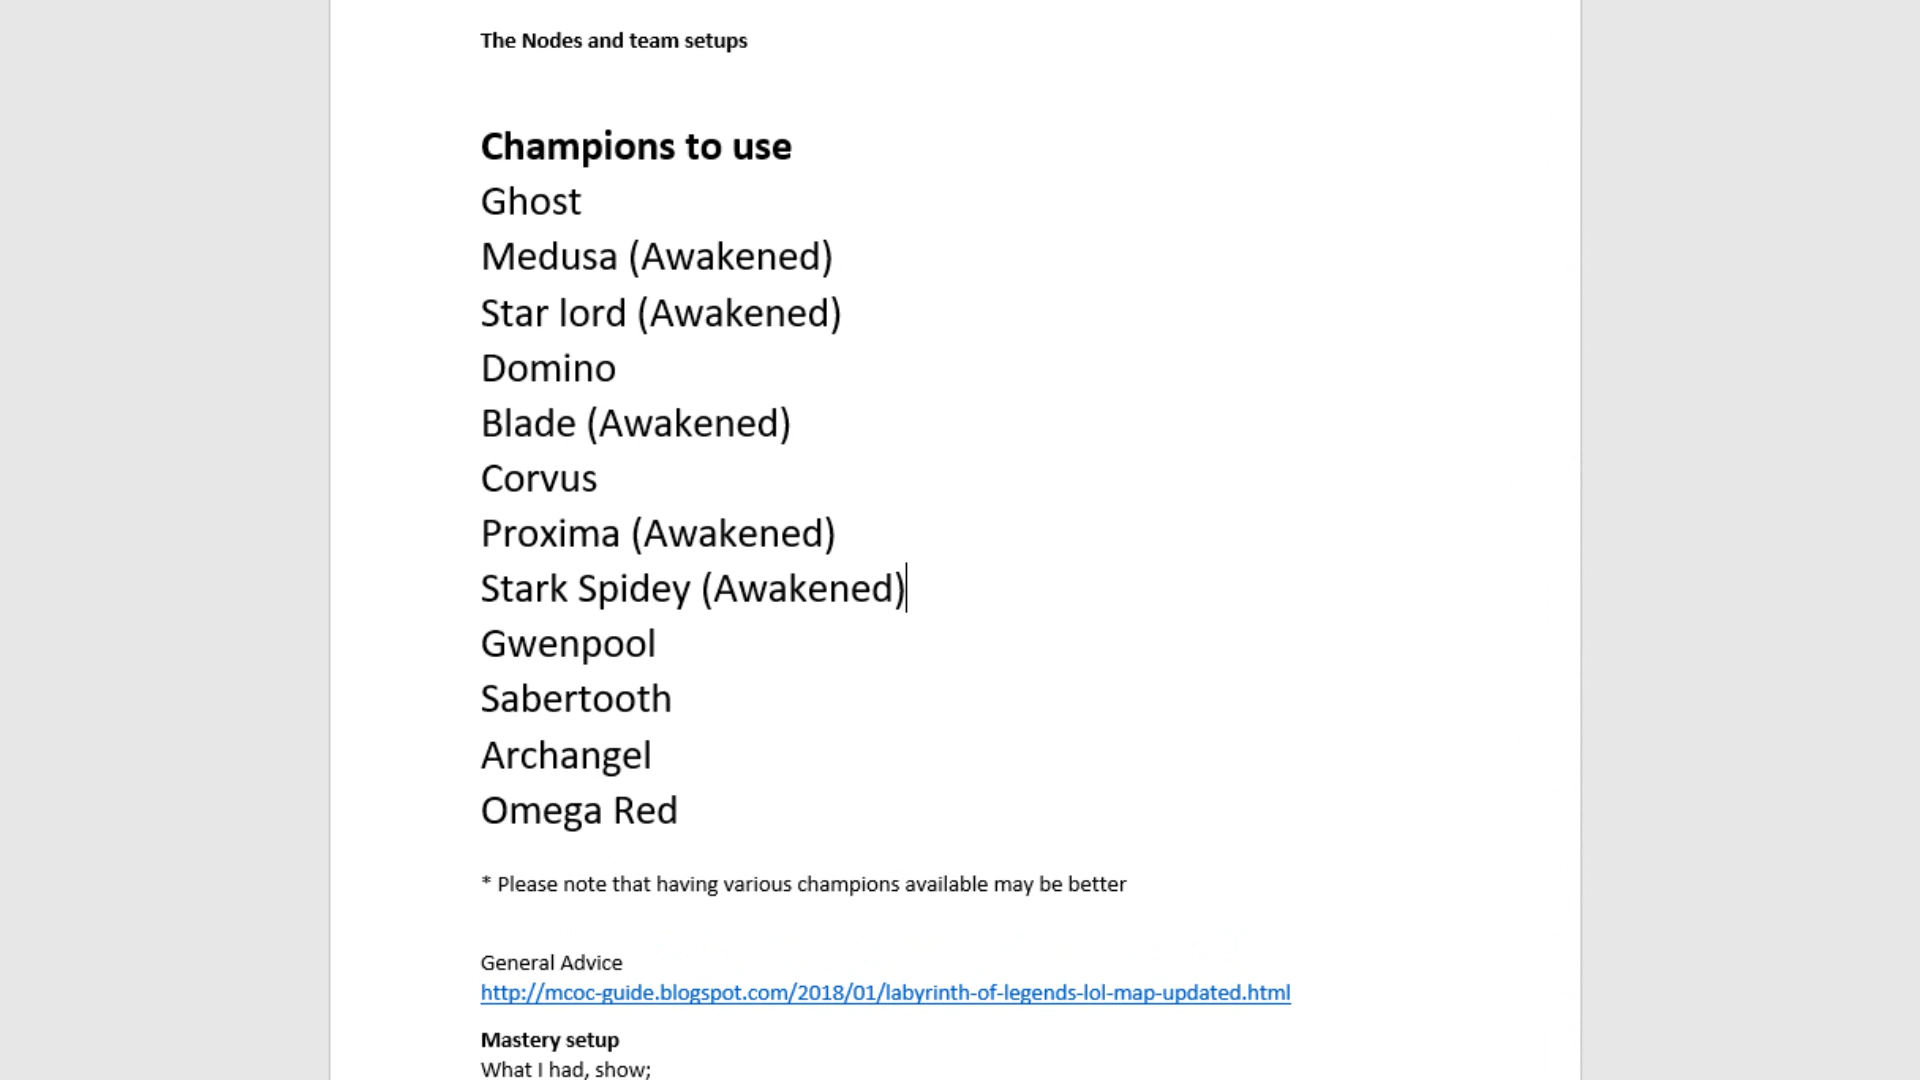 The Nodes and team setups
Champions to use
Ghost
Medusa (Awakened)
Star lord (Awakened)
Domino
Blade (Awakened)
Corvus
Proxima (Awakened)
Stark Spidey (Awakened)
Gwenpool
Sabertooth
Archangel
Omega Red
* Please note that having various champions available may be better
General Advice
http://mcoc-guide.blogspot.com/2018/01/labyrinth-of-legends-lol-map-updated.html
Mastery setup
What I had, show;